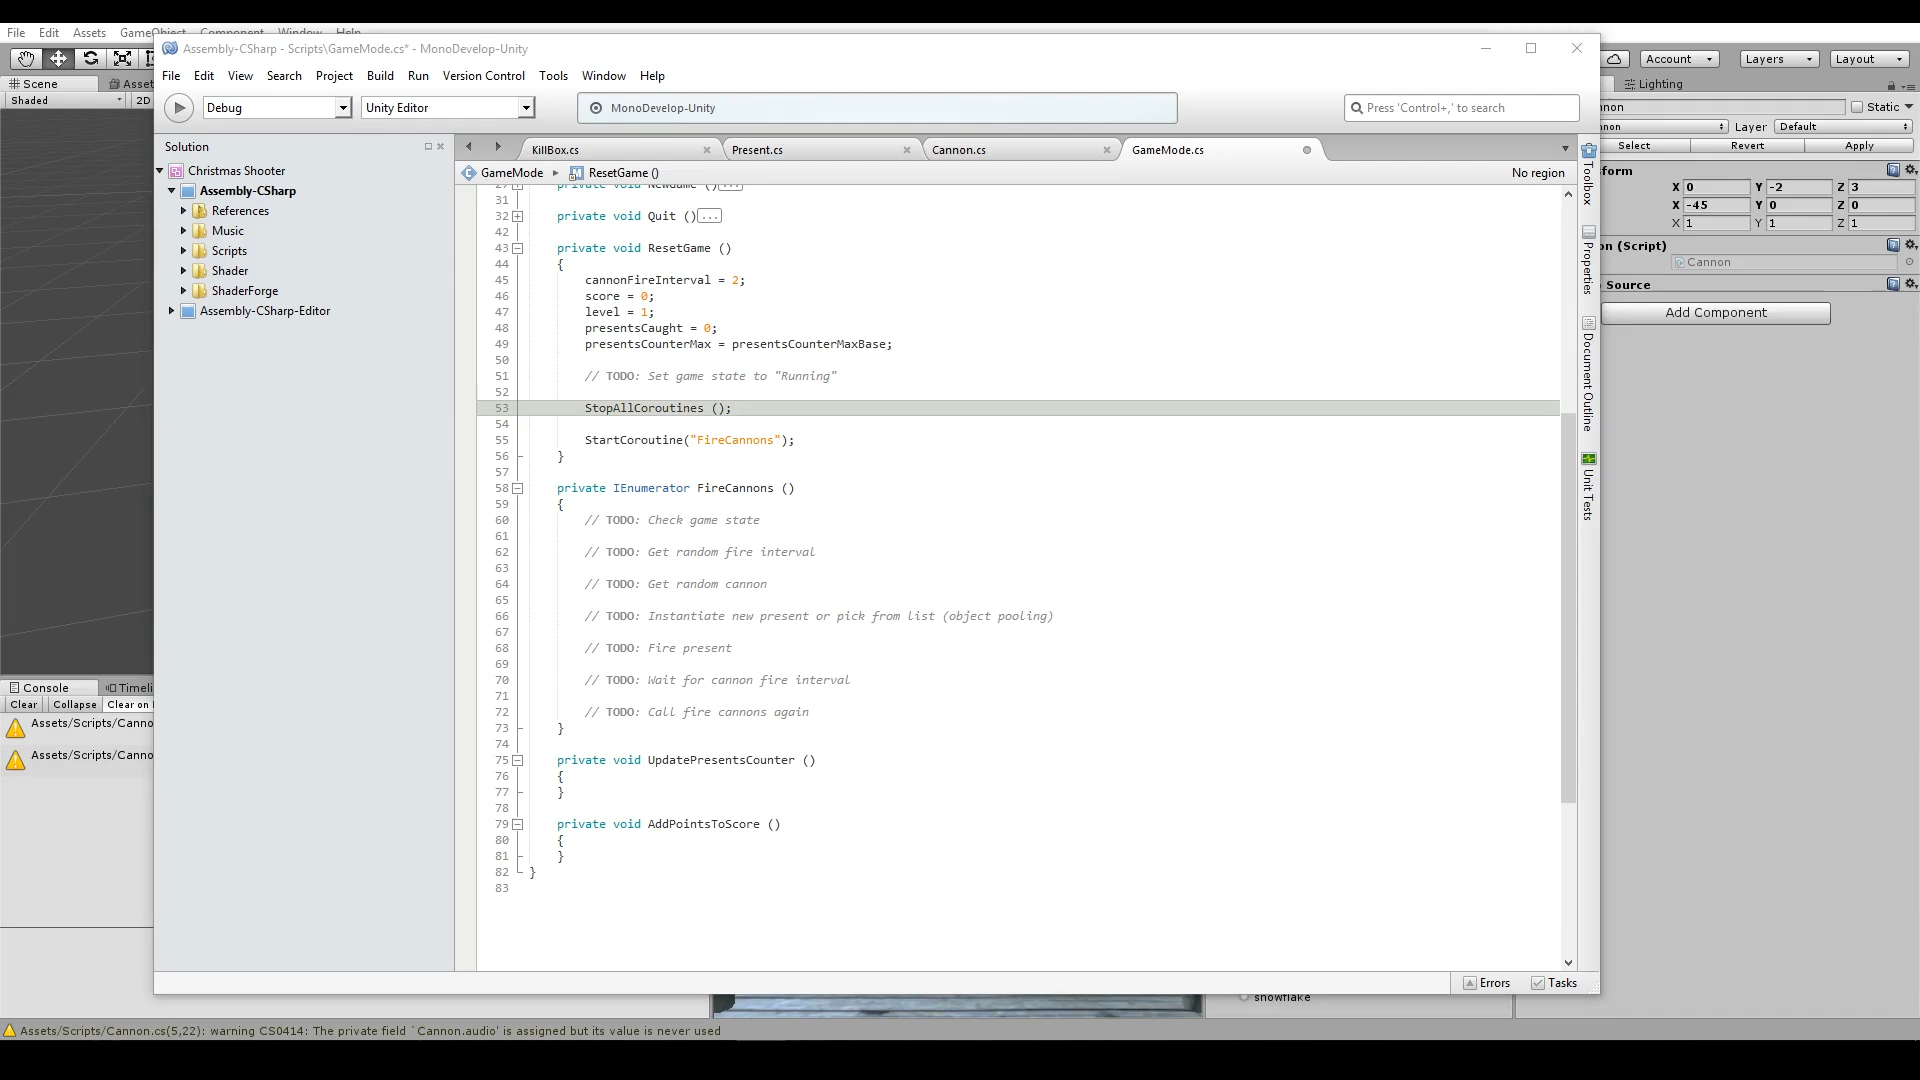 File Edit Assets GameObject Component Window Help
Assembly-CSharp - Scripts\GameMode.cs* - MonoDevelop-Unity
File Edit View Search Project Build Run Version Control Tools Window Help
Account Layers Layout
Scene Asset
Lighting
Shaded 2D
Debug Unity Editor MonoDevelop-Unity Press 'Control+,' to search
Static
Layer Default
Select Revert Apply
Solution
KillBox.cs Present.cs Cannon.cs GameMode.cs
GameMode ResetGame () No region
Christmas Shooter
Assembly-CSharp
References
Music
Scripts
Shader
ShaderForge
Assembly-CSharp-Editor
27 private void NewGame ()...
31
32 private void Quit ()...
42
43 private void ResetGame ()
44 {
45 cannonFireInterval = 2;
46 score = 0;
47 level = 1;
48 presentsCaught = 0;
49 presentsCounterMax = presentsCounterMaxBase;
50
51 // TODO: Set game state to "Running"
52
53 StopAllCoroutines ();
54
55 StartCoroutine("FireCannons");
56 }
57
58 private IEnumerator FireCannons ()
59 {
60 // TODO: Check game state
61
62 // TODO: Get random fire interval
63
64 // TODO: Get random cannon
65
66 // TODO: Instantiate new present or pick from list (object pooling)
67
68 // TODO: Fire present
69
70 // TODO: Wait for cannon fire interval
71
72 // TODO: Call fire cannons again
73 }
74
75 private void UpdatePresentsCounter ()
76 {
77 }
78
79 private void AddPointsToScore ()
80 {
81 }
82 }
83
Toolbox
Properties
Document Outline
Unit Tests
X 0 Y -2 Z 3
X -45 Y 0 Z 0
X 1 Y 1 Z 1
(Script)
Cannon
Source
Add Component
Console Timeli
Clear Collapse Clear on
Assets/Scripts/Canno
Assets/Scripts/Canno
Errors Tasks
snowflake
Assets/Scripts/Cannon.cs(5,22): warning CS0414: The private field `Cannon.audio' is assigned but its value is never used